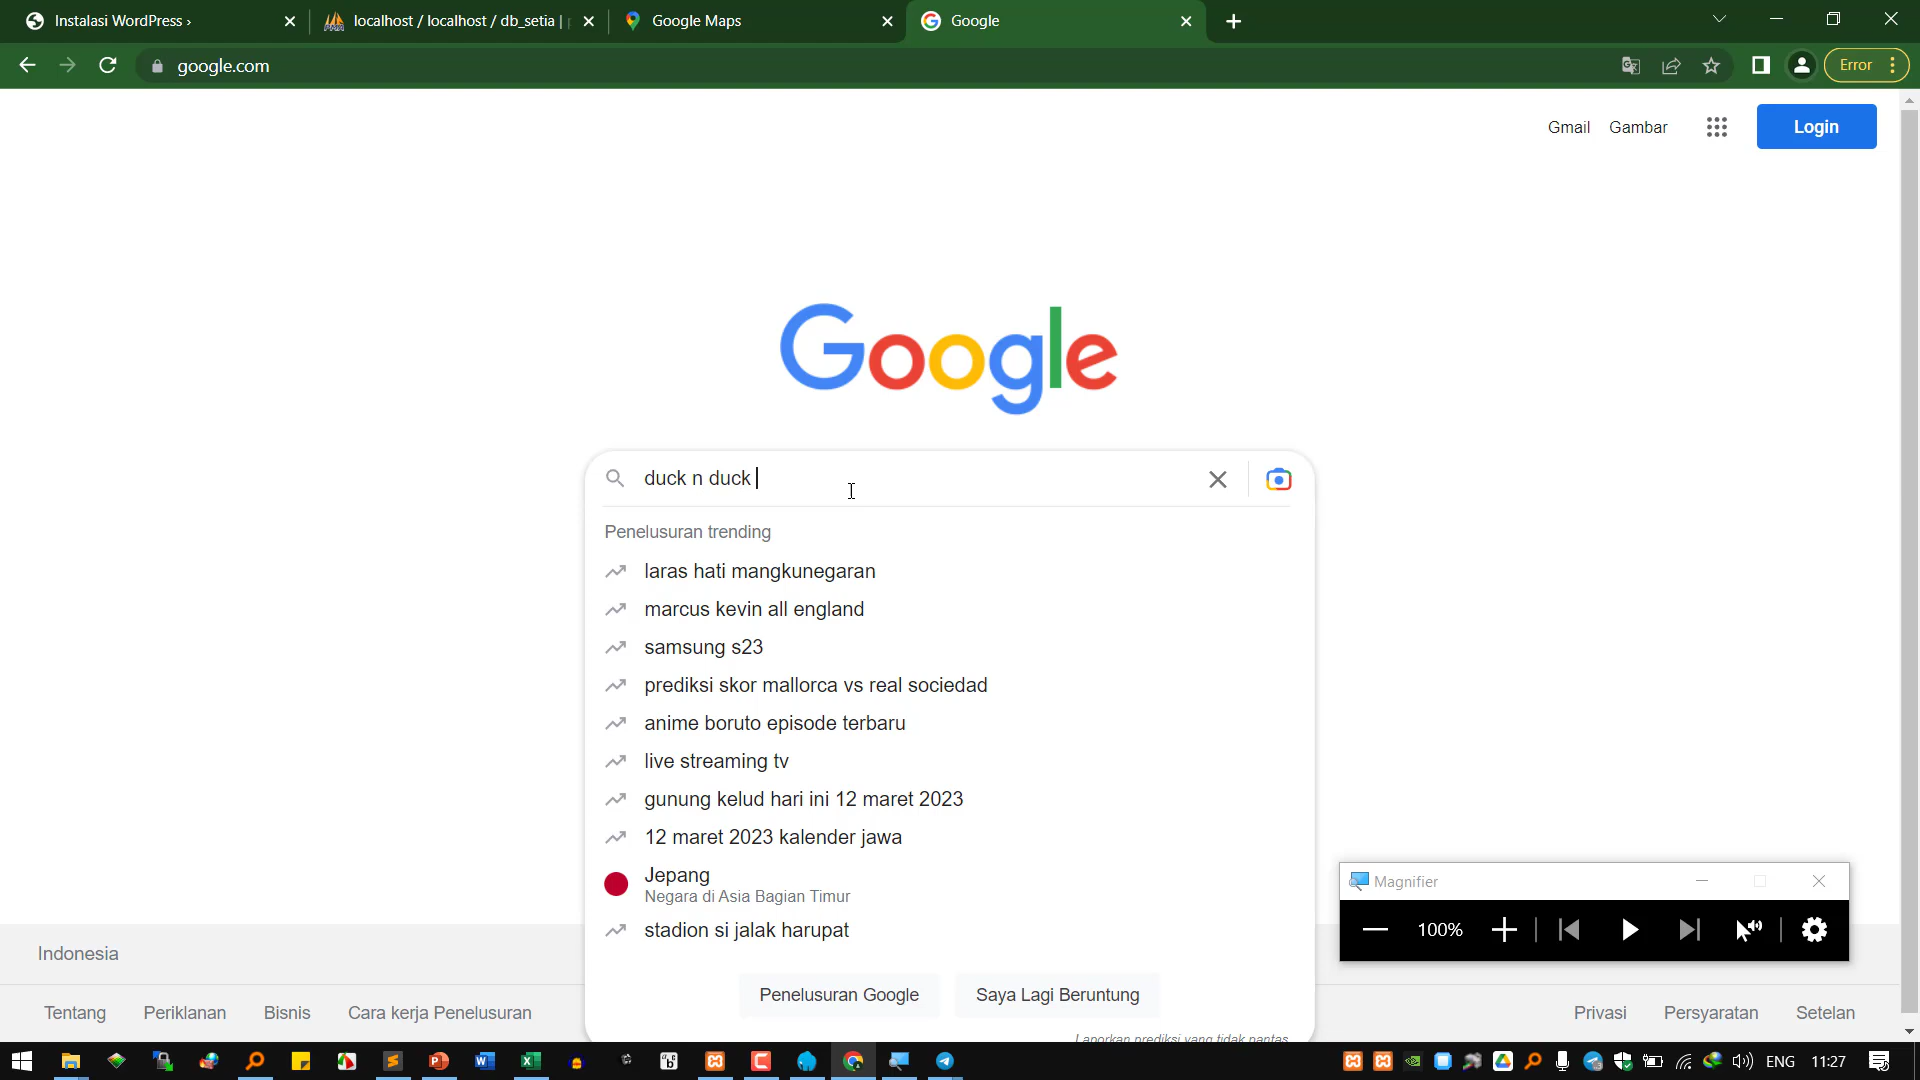 Instalasi WordPress ›
localhost / localhost / db_setia |
Google Maps
Google
google.com
Error
Gmail
Gambar
Login
Google
duck n duck
Penelusuran trending
laras hati mangkunegaran
marcus kevin all england
samsung s23
prediksi skor mallorca vs real sociedad
anime boruto episode terbaru
live streaming tv
gunung kelud hari ini 12 maret 2023
12 maret 2023 kalender jawa
Jepang
Negara di Asia Bagian Timur
stadion si jalak harupat
Penelusuran Google
Saya Lagi Beruntung
Laporkan prediksi yang tidak pantas
Magnifier
100%
Indonesia
Tentang
Periklanan
Bisnis
Cara kerja Penelusuran
Privasi
Persyaratan
Setelan
ENG
11:27